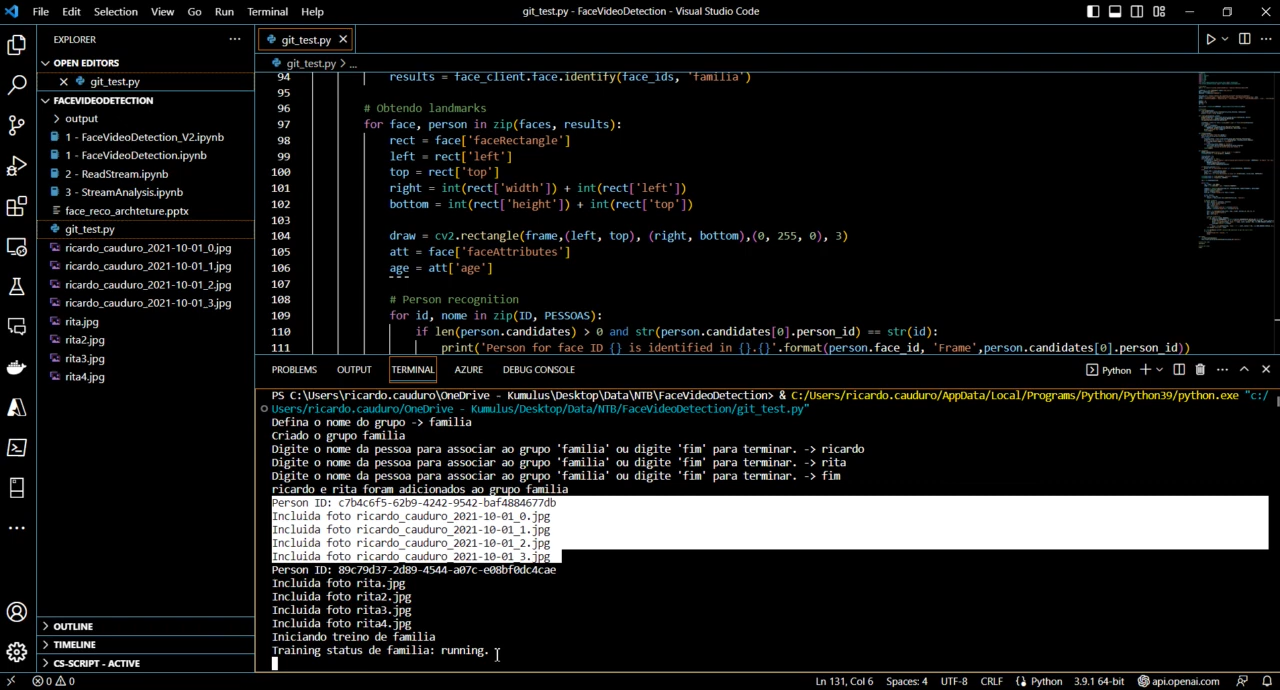 File Edit Selection View Go Run Terminal Help
git_test.py - FaceVideoDetection - Visual Studio Code
EXPLORER
OPEN EDITORS
git_test.py
FACEVIDEODETECTION
output
1 - FaceVideoDetection_V2.ipynb
1 - FaceVideoDetection.ipynb
2 - ReadStream.ipynb
3 - StreamAnalysis.ipynb
face_reco_archteture.pptx
git_test.py
ricardo_cauduro_2021-10-01_0.jpg
ricardo_cauduro_2021-10-01_1.jpg
ricardo_cauduro_2021-10-01_2.jpg
ricardo_cauduro_2021-10-01_3.jpg
rita.jpg
rita2.jpg
rita3.jpg
rita4.jpg
OUTLINE
TIMELINE
CS-SCRIPT - ACTIVE
git_test.py
git_test.py > ...
94 results = face_client.face.identify(face_ids, 'familia')
95
96 # Obtendo landmarks
97 for face, person in zip(faces, results):
98 rect = face['faceRectangle']
99 left = rect['left']
100 top = rect['top']
101 right = int(rect['width']) + int(rect['left'])
102 bottom = int(rect['height']) + int(rect['top'])
103
104 draw = cv2.rectangle(frame,(left, top), (right, bottom),(0, 255, 0), 3)
105 att = face['faceAttributes']
106 age = att['age']
107
108 # Person recognition
109 for id, nome in zip(ID, PESSOAS):
110 if len(person.candidates) > 0 and str(person.candidates[0].person_id) == str(id):
111 print('Person for face ID {} is identified in {}.{}'.format(person.face_id, 'Frame',person.candidates[0].person_id))
PROBLEMS OUTPUT TERMINAL AZURE DEBUG CONSOLE
Python
PS C:\Users\ricardo.cauduro\OneDrive - Kumulus\Desktop\Data\NTB\FaceVideoDetection> & C:/Users/ricardo.cauduro/AppData/Local/Programs/Python/Python39/python.exe "c:/
Users/ricardo.cauduro/OneDrive - Kumulus/Desktop/Data/NTB/FaceVideoDetection/git_test.py"
Defina o nome do grupo -> familia
Criado o grupo familia
Digite o nome da pessoa para associar ao grupo 'familia' ou digite 'fim' para terminar. -> ricardo
Digite o nome da pessoa para associar ao grupo 'familia' ou digite 'fim' para terminar. -> rita
Digite o nome da pessoa para associar ao grupo 'familia' ou digite 'fim' para terminar. -> fim
ricardo e rita foram adicionados ao grupo familia
Person ID: c7b4c6f5-62b9-4242-9542-baf4884677db
Incluida foto ricardo_cauduro_2021-10-01_0.jpg
Incluida foto ricardo_cauduro_2021-10-01_1.jpg
Incluida foto ricardo_cauduro_2021-10-01_2.jpg
Incluida foto ricardo_cauduro_2021-10-01_3.jpg
Person ID: 89c79d37-2d89-4544-a07c-e08bf0dc4cae
Incluida foto rita.jpg
Incluida foto rita2.jpg
Incluida foto rita3.jpg
Incluida foto rita4.jpg
Iniciando treino de familia
Training status de familia: running.
0 0 Ln 131, Col 6 Spaces: 4 UTF-8 CRLF Python 3.9.1 64-bit api.openai.com